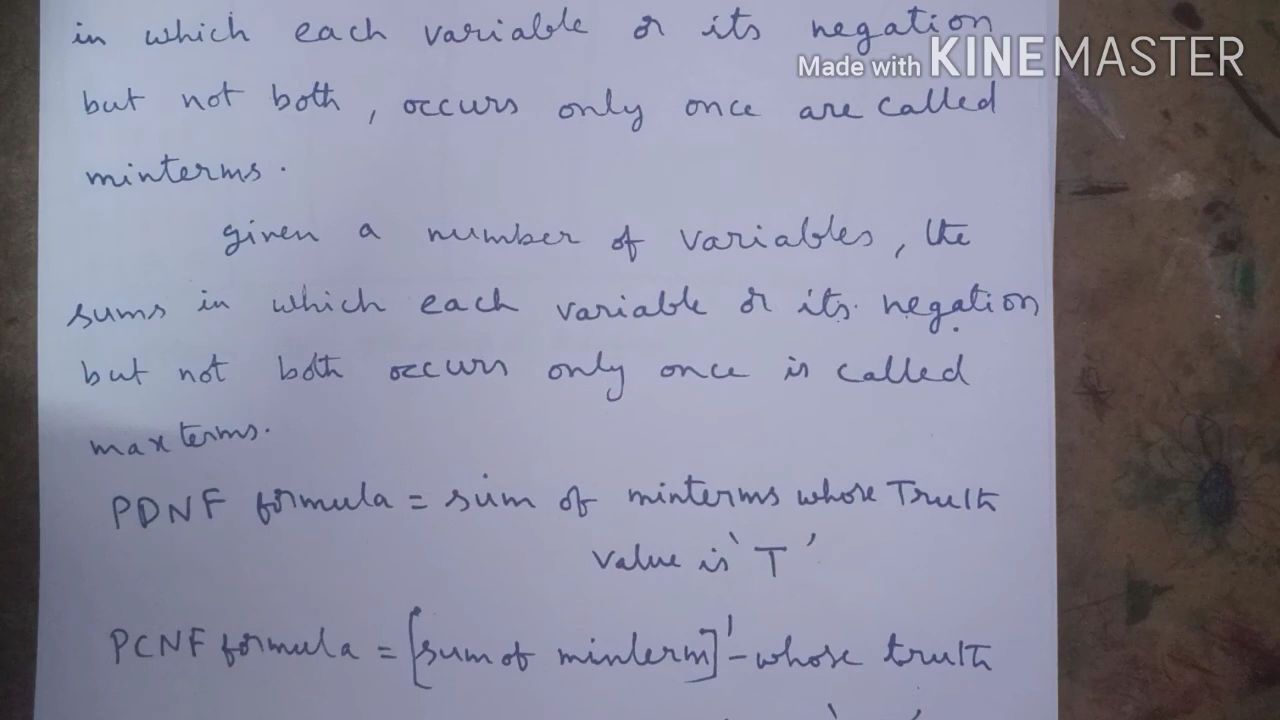 in which each variable or its negation
Made with KINEMASTER
but not both, occurs only once are called
minterms.
given a number of variables, the
sums in which each variable or its negation
but not both occurs only once is called
maxterms.
PDNF formula = sum of minterms whose Truth
value is 'T'
PCNF formula = [sum of minterm]' - whose truth